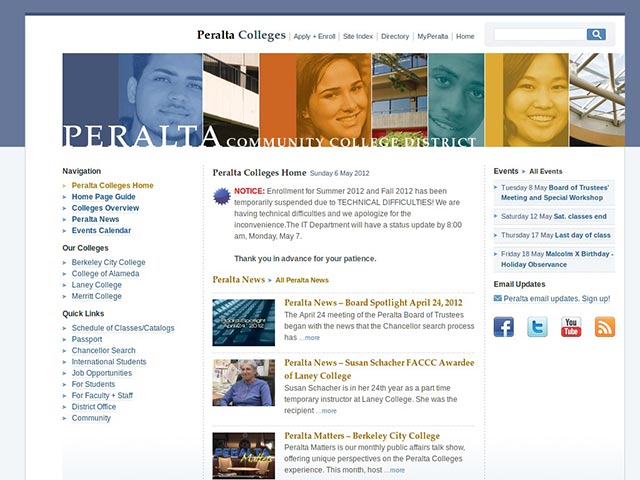 Peralta Colleges | Apply + Enroll | Site Index | Directory | MyPeralta | Home
PERALTA COMMUNITY COLLEGE DISTRICT
Navigation
Peralta Colleges Home
Home Page Guide
Colleges Overview
Peralta News
Events Calendar
Our Colleges
Berkeley City College
College of Alameda
Laney College
Merritt College
Quick Links
Schedule of Classes/Catalogs
Passport
Chancellor Search
International Students
Job Opportunities
For Students
For Faculty + Staff
District Office
Community
Peralta Colleges Home Sunday 6 May 2012
NOTICE: Enrollment for Summer 2012 and Fall 2012 has been
temporarily suspended due to TECHNICAL DIFFICULTIES! We are
having technical difficulties and we apologize for the
inconvenience.The IT Department will have a status update by 8:00
am, Monday, May 7.
Thank you in advance for your patience.
Peralta News All Peralta News
Board Spotlight
April 24, 2012
Peralta News – Board Spotlight April 24, 2012
The April 24 meeting of the Peralta Board of Trustees
began with the news that the Chancellor search process
has ...more
Peralta News – Susan Schacher FACCC Awardee
of Laney College
Susan Schacher is in her 24th year as a part time
temporary instructor at Laney College. She was the
recipient ...more
PERALTA
Matters
Peralta Matters – Berkeley City College
Peralta Matters is our monthly public affairs talk show,
offering unique perspectives on the Peralta Colleges
experience. This month, host ...more
Events All Events
Tuesday 8 May Board of Trustees'
Meeting and Special Workshop
Saturday 12 May Sat. classes end
Thursday 17 May Last day of class
Friday 18 May Malcolm X Birthday -
Holiday Observance
Email Updates
Peralta email updates. Sign up!
You
Tube